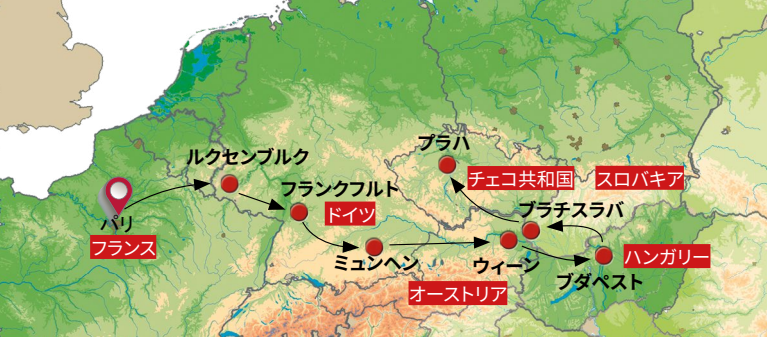 プラハ
ルクセンブルク
チェコ共和国
スロバキア
フランクフルト
ドイツ
ブラチスラバ
パリ
フランス
ミュンヘン
ウィーン
ハンガリー
ブダペスト
オーストリア